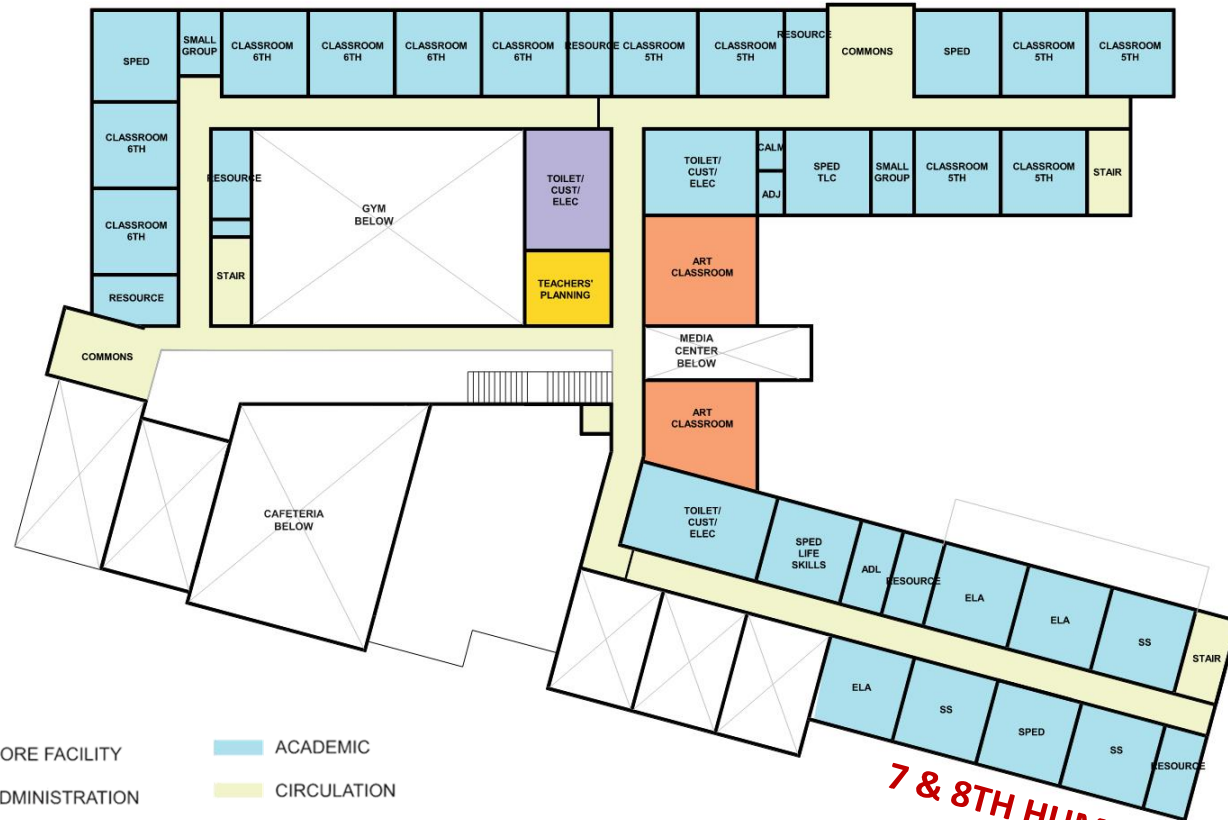 SPED
SMALL
GROUP
CLASSROOM
6TH
CLASSROOM
6TH
CLASSROOM
6TH
CLASSROOM
6TH
RESOURCE
CLASSROOM
5TH
CLASSROOM
5TH
RESOURCE
COMMONS
SPED
CLASSROOM
5TH
CLASSROOM
5TH
CLASSROOM
6TH
CLASSROOM
6TH
RESOURCE
RESOURCE
STAIR
GYM
BELOW
TOILET/
CUST/
ELEC
TEACHERS'
PLANNING
TOILET/
CUST/
ELEC
CALM
ADJ
SPED
TLC
SMALL
GROUP
CLASSROOM
5TH
CLASSROOM
5TH
STAIR
ART
CLASSROOM
MEDIA
CENTER
BELOW
ART
CLASSROOM
COMMONS
CAFETERIA
BELOW
TOILET/
CUST/
ELEC
SPED
LIFE
SKILLS
ADL
RESOURCE
ELA
ELA
SS
STAIR
ELA
SS
SPED
SS
RESOURCE
7 & 8TH HUM
ORE FACILITY
ACADEMIC
DMINISTRATION
CIRCULATION